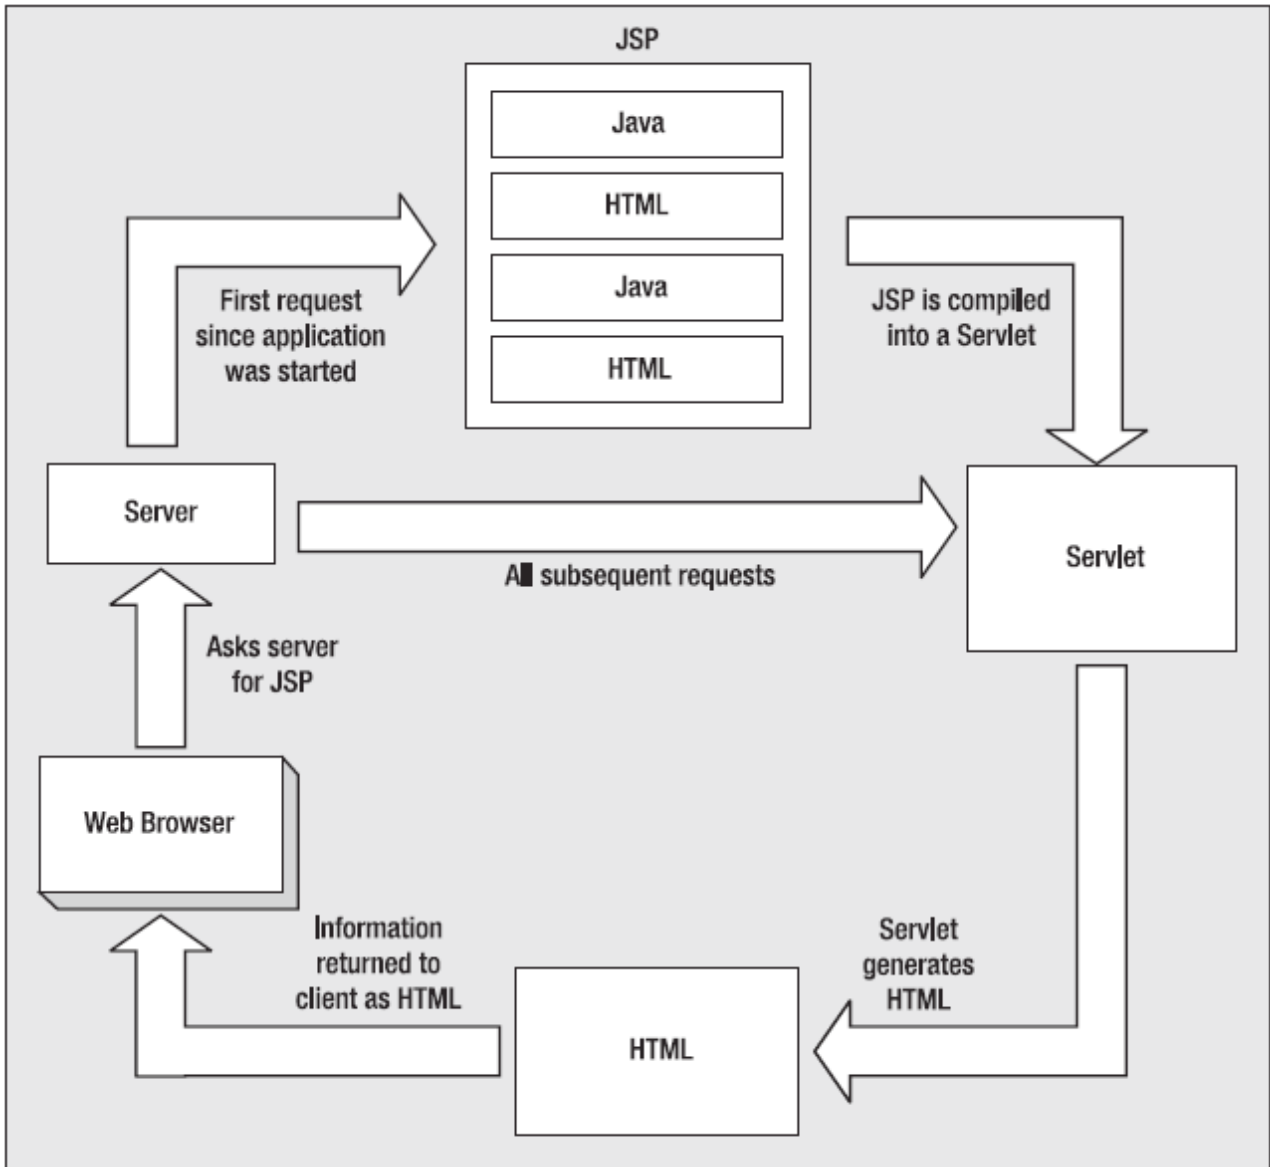 JSP
Java
HTML
Java
HTML
First request
since application
was started
JSP is compiled
into a Servlet
Server
Servlet
All subsequent requests
Asks server
for JSP
Web Browser
Information
returned to
client as HTML
Servlet
generates
HTML
HTML